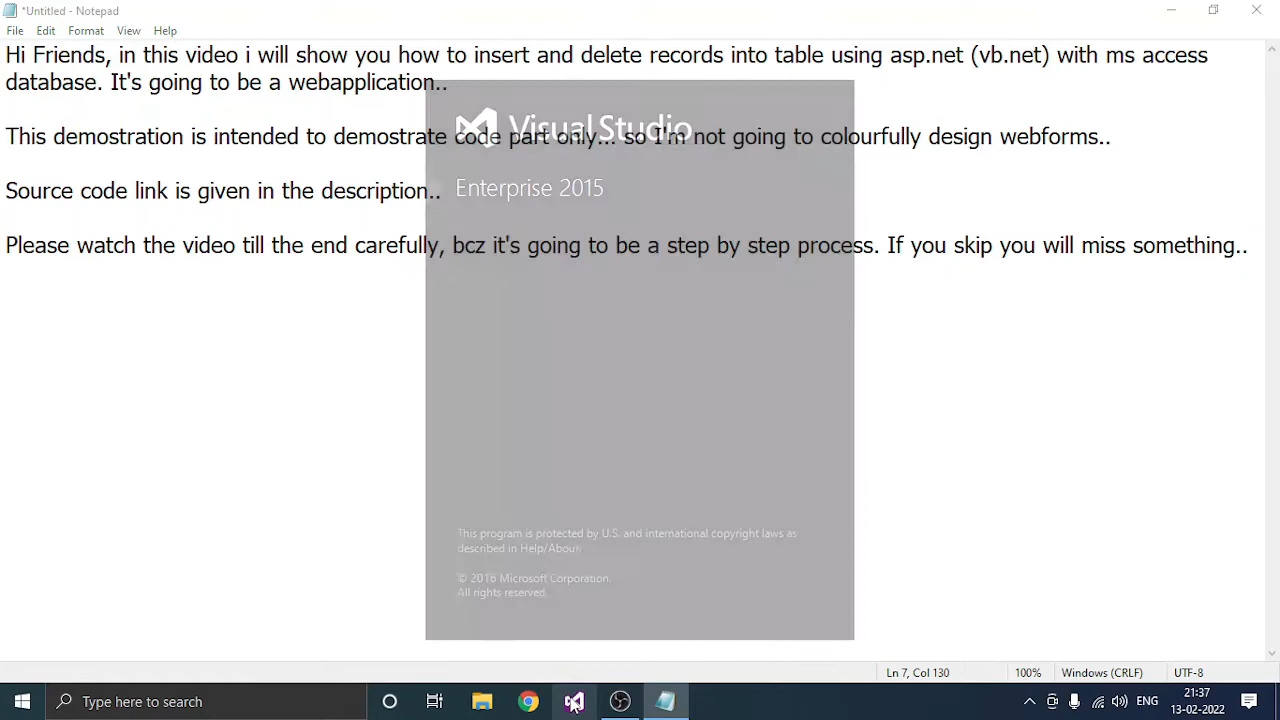 *Untitled - Notepad
File Edit Format View Help
Hi Friends, in this video i will show you how to insert and delete records into table using asp.net (vb.net) with ms access
database. It's going to be a webapplication..
This demostration is intended to demostrate code part only... so I'm not going to colourfully design webforms..
Source code link is given in the description..
Please watch the video till the end carefully, bcz it's going to be a step by step process. If you skip you will miss something..
Visual Studio
Enterprise 2015
This program is protected by U.S. and international copyright laws as
described in Help/About.
© 2016 Microsoft Corporation.
All rights reserved.
Ln 7, Col 130 100% Windows (CRLF) UTF-8
Type here to search
ENG
21:37
13-02-2022